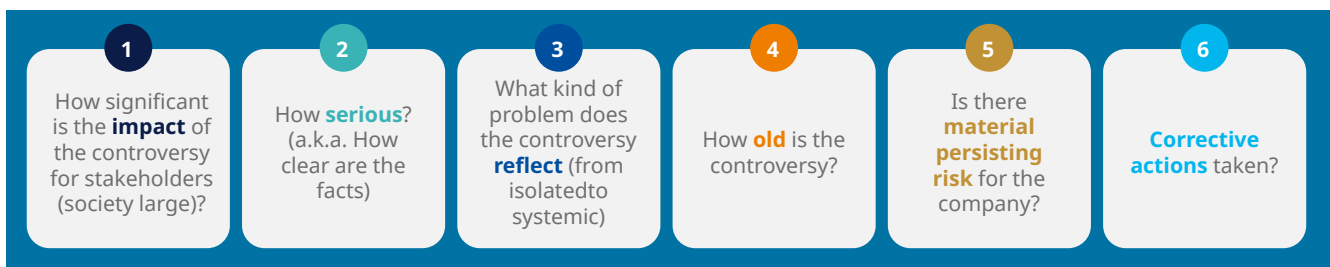 1
How significant
is the impact of
the controversy
for stakeholders
(society large)?
2
How serious?
(a.k.a. How
clear are the
facts)
3
What kind of
problem does
the controversy
reflect (from
isolatedto
systemic)
4
How old is the
controversy?
5
Is there
material
persisting
risk for the
company?
6
Corrective
actions taken?